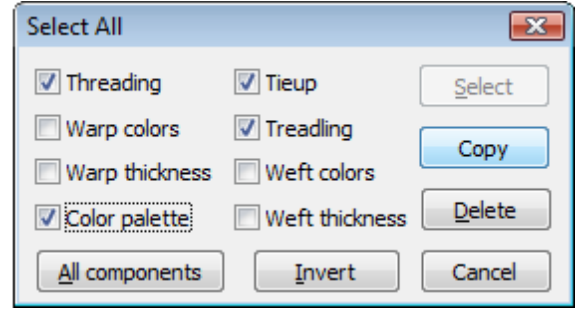 Select All
Threading Tieup Select
Warp colors Treadling Copy
Warp thickness Weft colors
Color palette Weft thickness Delete
All components Invert Cancel